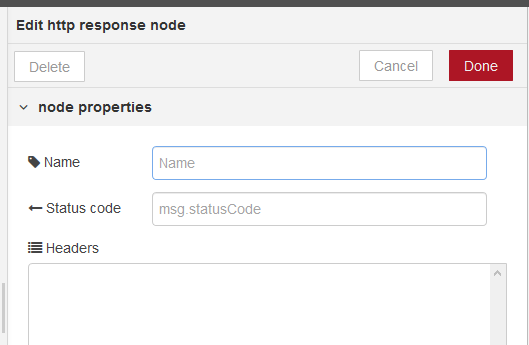 Edit http response node
Delete Cancel Done
node properties
Name Name
Status code msg.statusCode
Headers